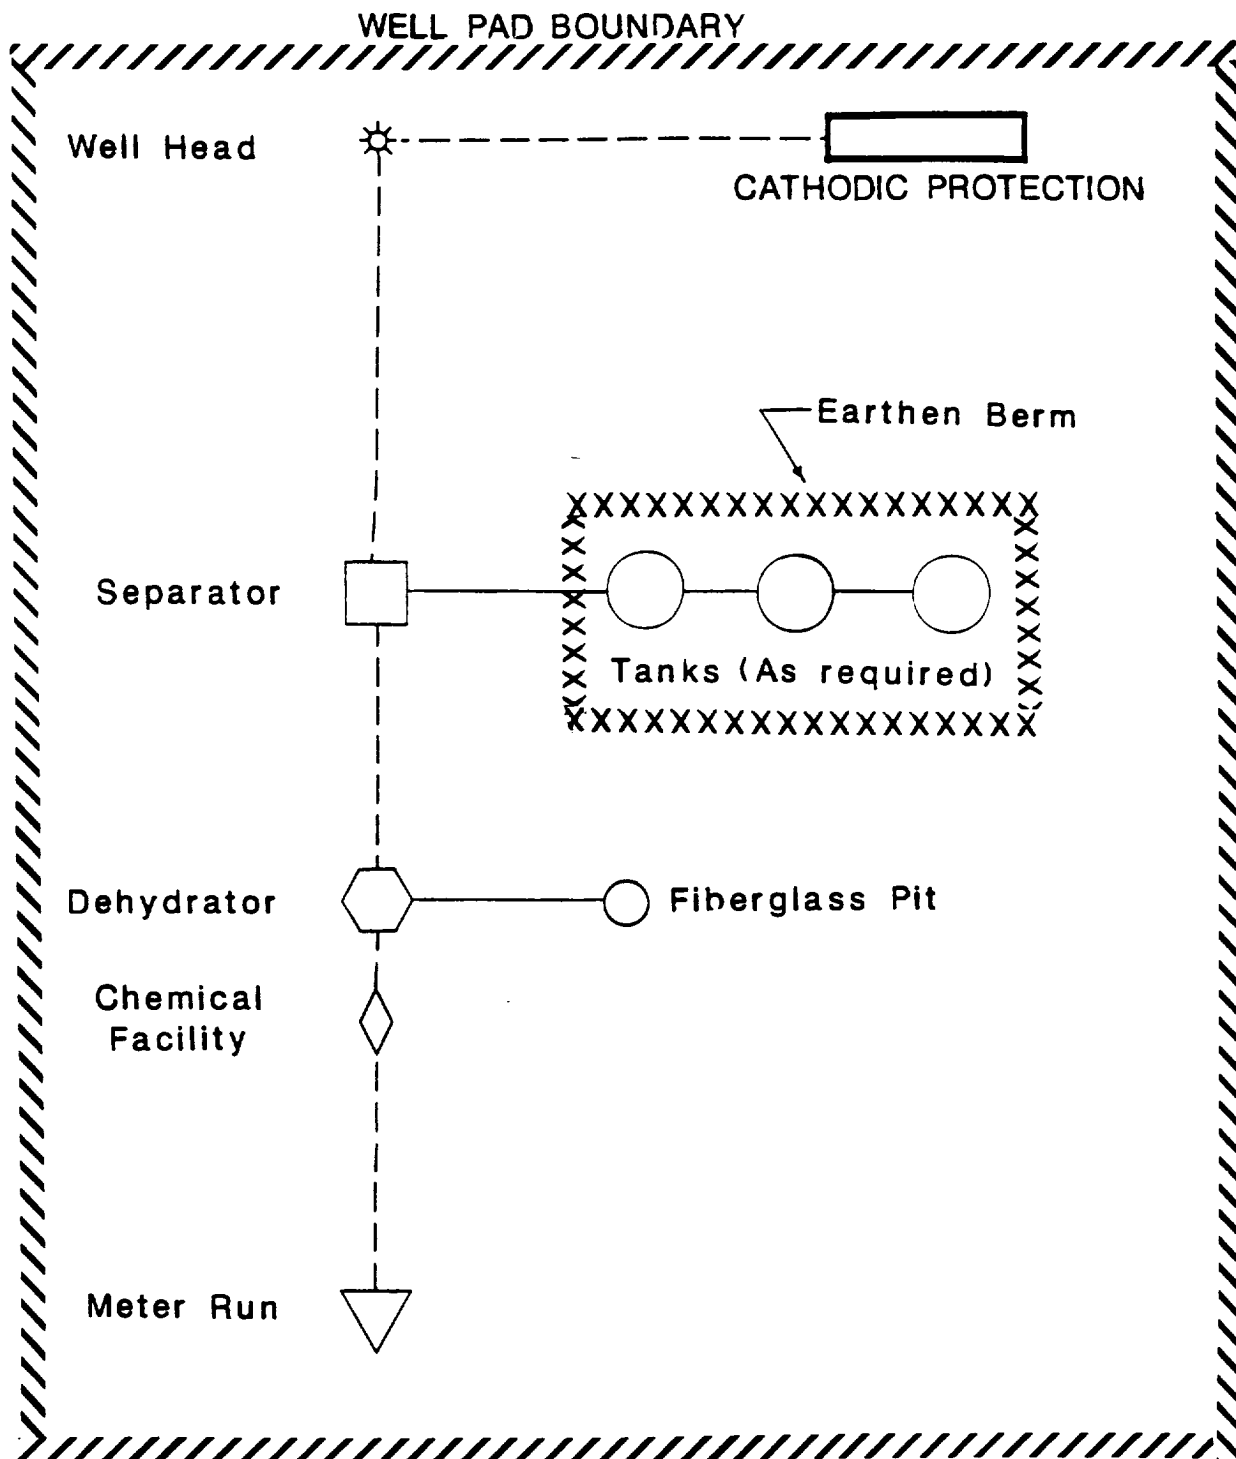 WELL PAD BOUNDARY
Well Head
CATHODIC PROTECTION
Earthen Berm
Separator
Tanks (As required)
Dehydrator
Fiberglass Pit
Chemical
Facility
Meter Run